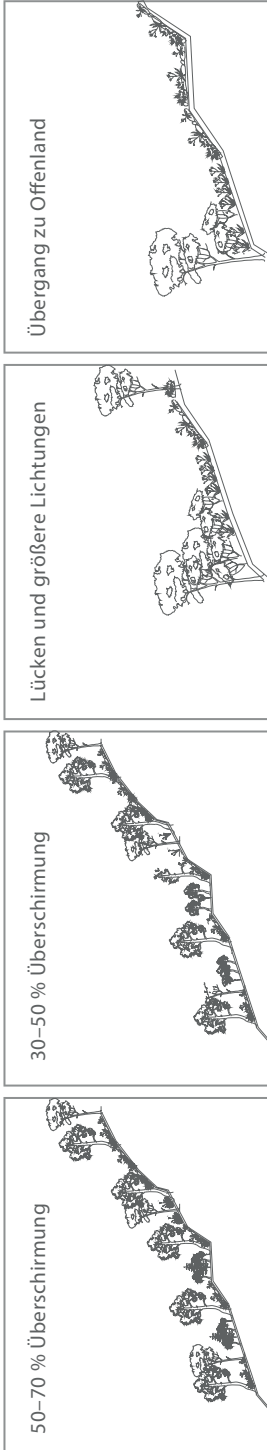 50–70 % Überschirmung
30–50 % Überschirmung
Lücken und größere Lichtungen
Übergang zu Offenland